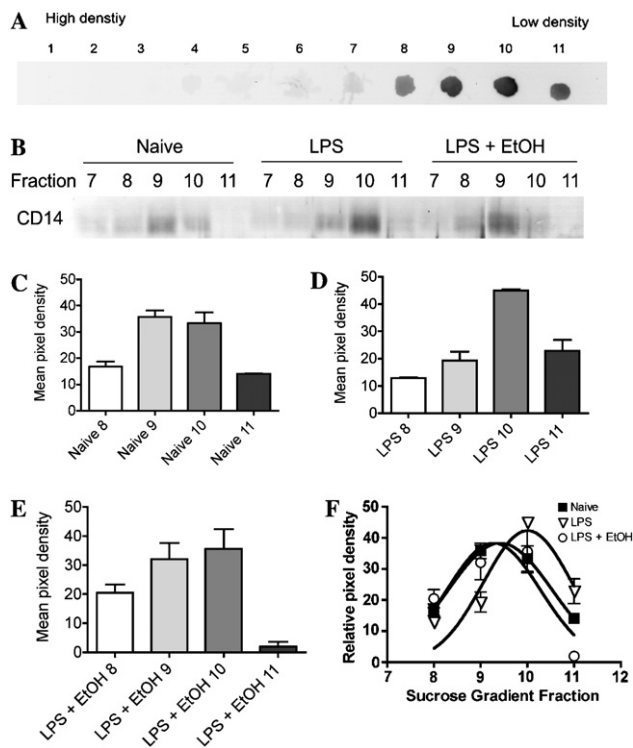 A
High denstiy
Low density
1 2 3 4 5 6 7 8 9 10 11
B
Naive LPS LPS + EtOH
Fraction 7 8 9 10 11 7 8 9 10 11 7 8 9 10 11
CD14
C
Mean pixel density
50
40
30
20
10
0
Naive 8 Naive 9 Naive 10 Naive 11
D
Mean pixel density
50
40
30
20
10
0
LPS 8 LPS 9 LPS 10 LPS 11
E
Mean pixel density
50
40
30
20
10
0
LPS + EtOH 8 LPS + EtOH 9 LPS + EtOH 10 LPS + EtOH 11
F
Relative pixel density
50
40
30
20
10
0
7 8 9 10 11 12
Sucrose Gradient Fraction
Naive
LPS
LPS + EtOH